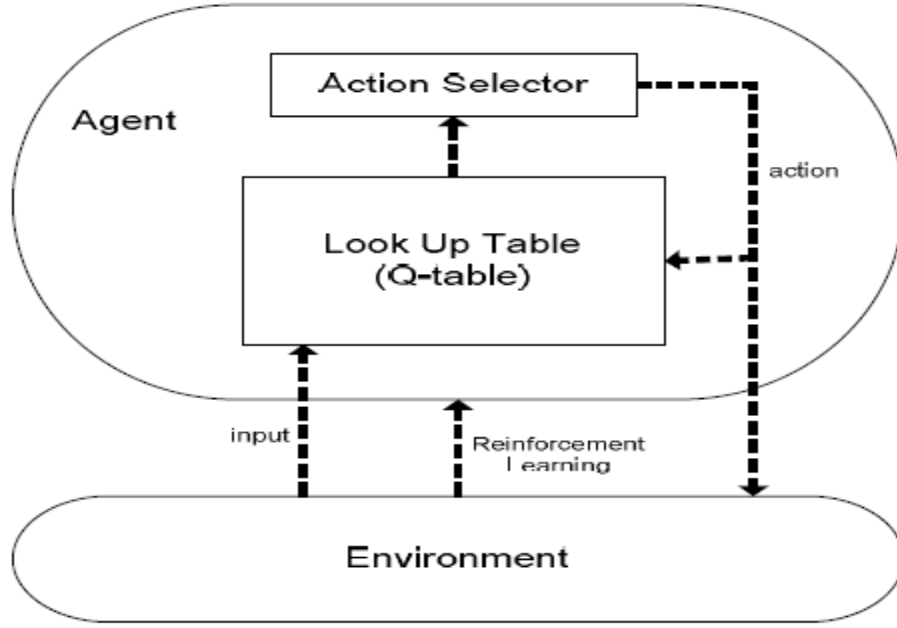 Action Selector
Agent
action
Look Up Table
(Q-table)
input
Reinforcement
Learning
Environment